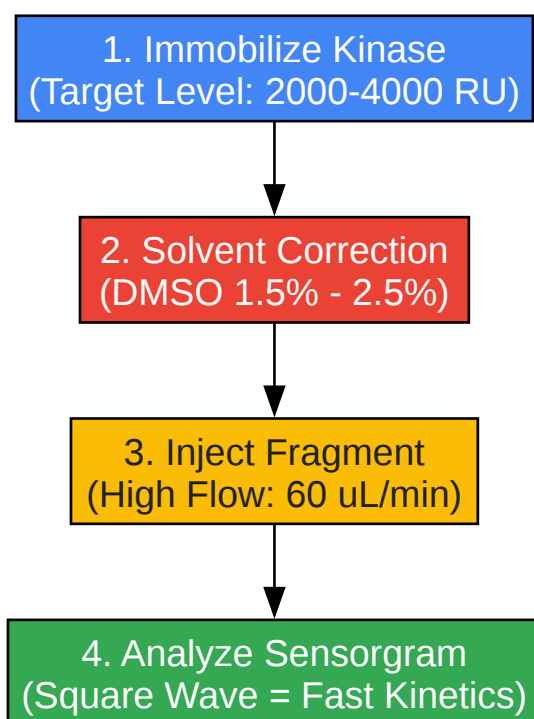 1. Immobilize Kinase
(Target Level: 2000-4000 RU)
2. Solvent Correction
(DMSO 1.5% - 2.5%)
3. Inject Fragment
(High Flow: 60 uL/min)
4. Analyze Sensorgram
(Square Wave = Fast Kinetics)